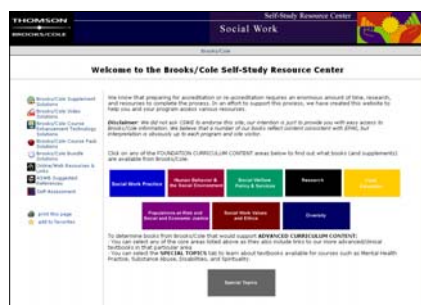 THOMSON
BROOKS/COLE
Self-Study Resource Center
Social Work
Brooks/Cole
Welcome to the Brooks/Cole Self-Study Resource Center
Brooks/Cole Supplement Solutions
Brooks/Cole Video Solutions
Brooks/Cole Course Enhancement Technology Solutions
Brooks/Cole Course Pack Solutions
Brooks/Cole Bundle Solutions
Online/Web Resources & Links
Suggested References
Self-Assessment
print this page
add to favorites
We know that preparing for accreditation or re-accreditation requires an enormous amount of time, research,
and resources to complete the process. In an effort to support this process, we have created this website to
help you and your program access various resources.
Disclaimer: We did not ask CSWE to endorse this site, our intention is just to provide you with easy access to
Brooks/Cole information. We believe that a number of our books reflect content consistent with EPAS, but
interpretation is obviously up to each program and site visitor.
Click on any of the FOUNDATION CURRICULUM CONTENT areas below to find out what books (and supplements)
are available from Brooks/Cole:
Social Work Practice
Human Behavior &
the Social Environment
Social Welfare
Policy & Services
Research
Field
Populations at Risk and
Social and Economic Justice
Social Work Values
and Ethics
Diversity
To determine books from Brooks/Cole that would support ADVANCED CURRICULUM CONTENT:
- You can select any of the core areas listed above as they also include links to our more advanced/clinical
textbooks in that particular area.
- You can select the SPECIAL TOPICS tab to learn about textbooks available for courses such as Mental Health
Practice, Substance Abuse, Disabilities, and Spirituality.
Special Topics